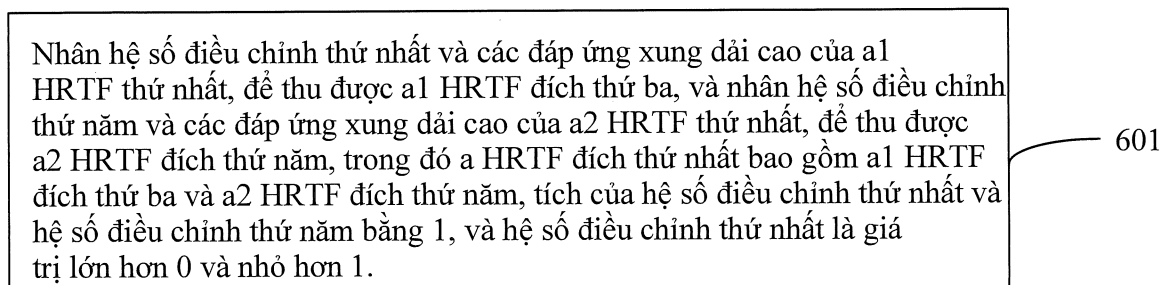 Nhân hệ số điều chỉnh thứ nhất và các đáp ứng xung dải cao của a1
HRTF thứ nhất, để thu được a1 HRTF đích thứ ba, và nhân hệ số điều chỉnh
thứ năm và các đáp ứng xung dải cao của a2 HRTF thứ nhất, để thu được
a2 HRTF đích thứ năm, trong đó a HRTF đích thứ nhất bao gồm a1 HRTF
đích thứ ba và a2 HRTF đích thứ năm, tích của hệ số điều chỉnh thứ nhất và
hệ số điều chỉnh thứ năm bằng 1, và hệ số điều chỉnh thứ nhất là giá
trị lớn hơn 0 và nhỏ hơn 1.
601